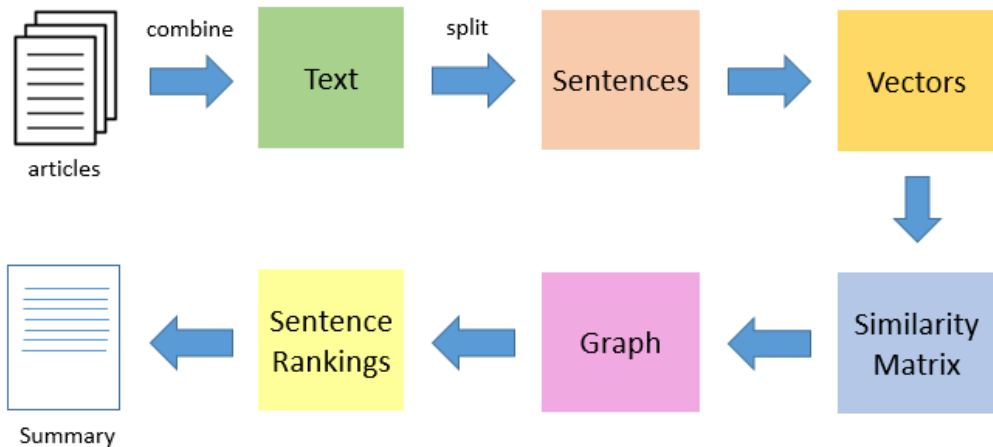 combine
split
Text
Sentences
Vectors
articles
Sentence
Rankings
Graph
Similarity
Matrix
Summary